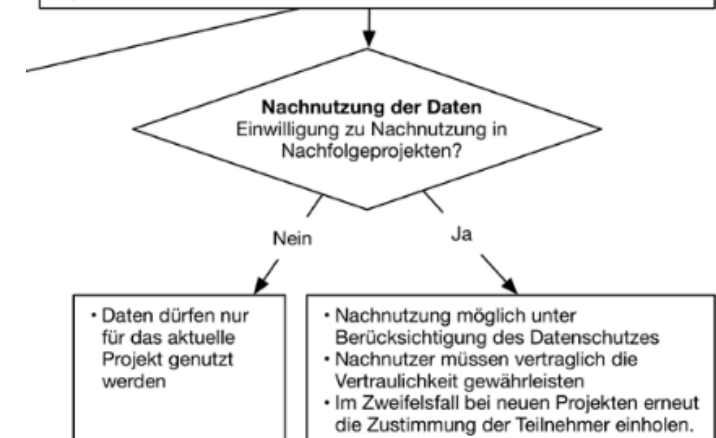 Nachnutzung der Daten
Einwilligung zu Nachnutzung in
Nachfolgeprojekten?
Nein
Ja
• Daten dürfen nur
für das aktuelle
Projekt genutzt
werden
• Nachnutzung möglich unter
Berücksichtigung des Datenschutzes
• Nachnutzer müssen vertraglich die
Vertraulichkeit gewährleisten
• Im Zweifelsfall bei neuen Projekten erneut
die Zustimmung der Teilnehmer einholen.